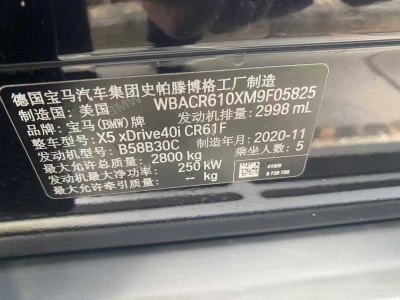 德国宝马汽车集团史帕滕博格工厂制造
制造国：美国 WBACR610XM9F05825
品牌：宝马(BMW)牌 发动机排量：2998 mL
整车型号：X5 xDrive40i CR61F
发动机型号：B58B30C 制造年月：2020-11
最大允许总质量：2800 kg 乘坐人数：5
发动机最大净功率：250 kW
最大允许牵引质量：-- kg
8 738 758